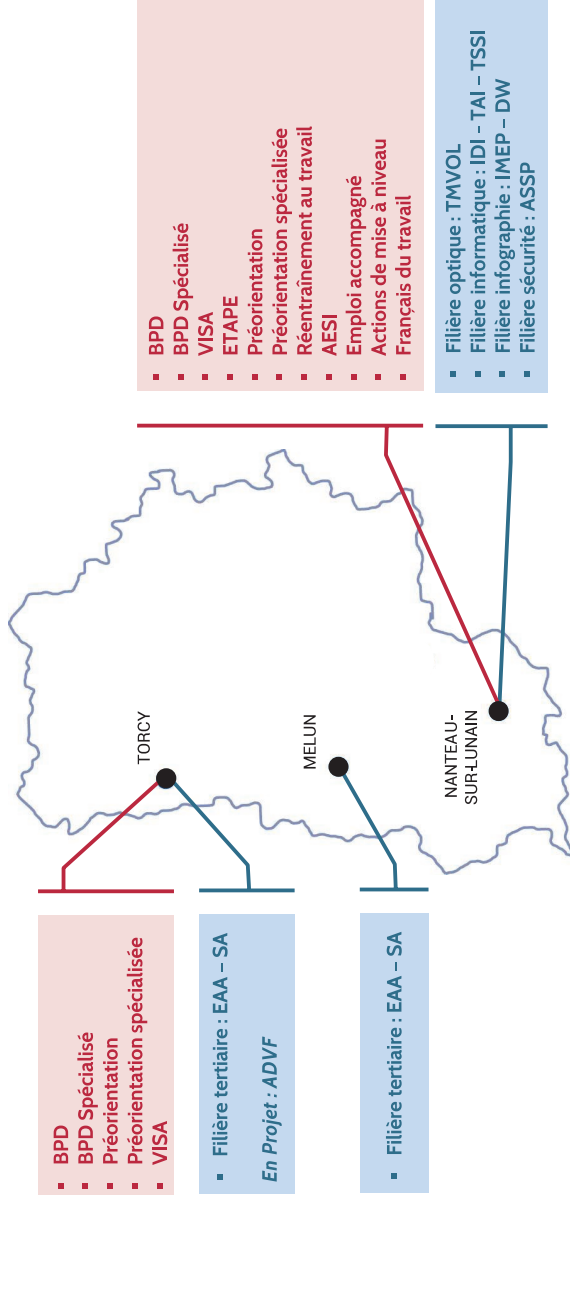 BPD
BPD Spécialisé
Préorientation
Préorientation spécialisée
VISA
Filière tertiaire : EAA – SA
En Projet : ADVF
Filière tertiaire : EAA – SA
TORCY
MELUN
NANTEAU-
SUR-LUNAIN
BPD
BPD Spécialisé
VISA
ETAPE
Préorientation
Préorientation spécialisée
Réentraînement au travail
AESI
Emploi accompagné
Actions de mise à niveau
Français du travail
Filière optique : TMVOL
Filière informatique : IDI – TAI – TSSI
Filière infographie : IMEP – DW
Filière sécurité : ASSP